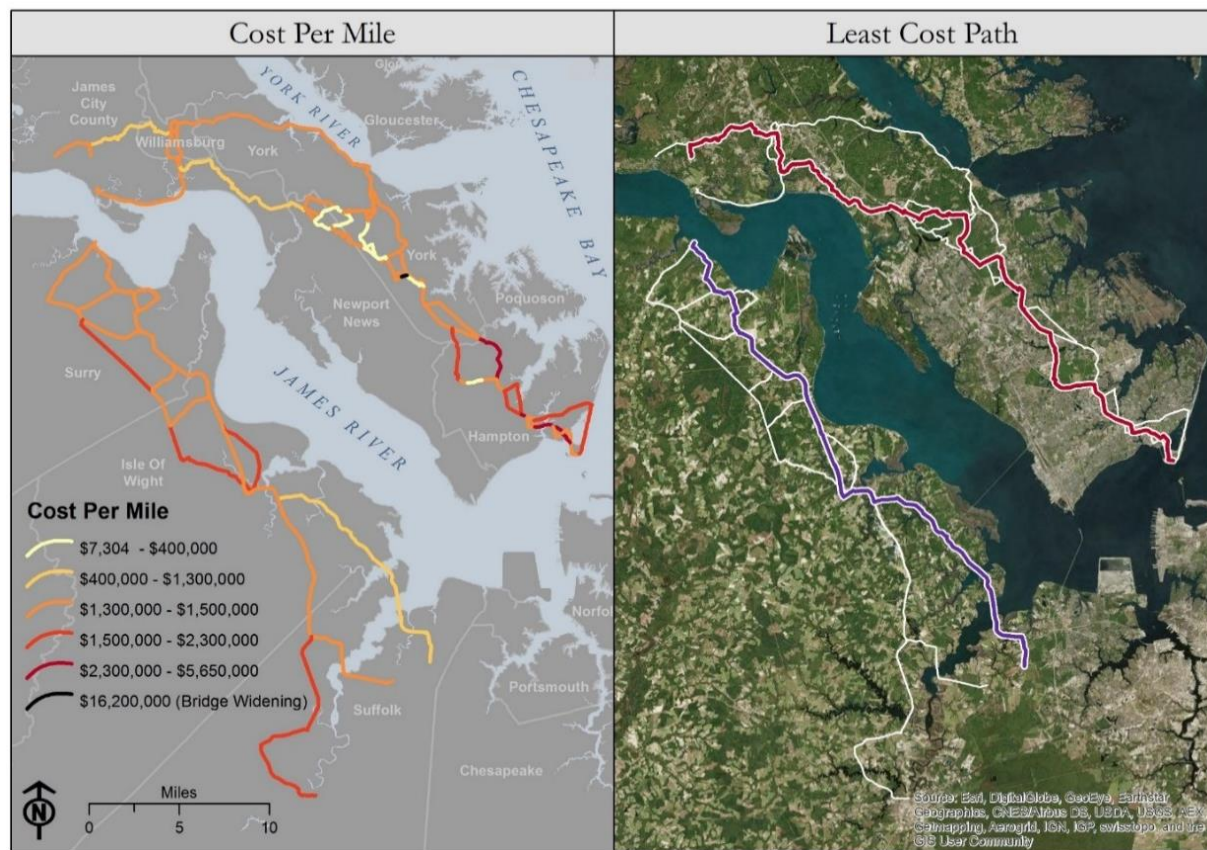 Cost Per Mile
Least Cost Path
James
City
County
Williamsburg
York
YORK RIVER
Gloucester
CHESAPEAKE BAY
York
Poquoson
Newport
News
Surry
JAMES RIVER
Hampton
Isle Of
Wight
Cost Per Mile
$7,304 - $400,000
$400,000 - $1,300,000
$1,300,000 - $1,500,000
$1,500,000 - $2,300,000
$2,300,000 - $5,650,000
$16,200,000 (Bridge Widening)
Norfol
Portsmouth
Suffolk
Chesapeake
N
Miles
0 5 10
Source: Esri, DigitalGlobe, GeoEye, Earthstar
Geographics, CNES/Airbus DS, USDA, USGS, AEX,
Getmapping, Aerogrid, IGN, IGP, swisstopo, and the
GIS User Community